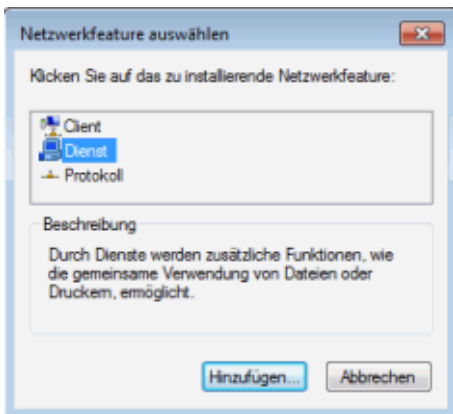 Netzwerkfeature auswählen
Klicken Sie auf das zu installierende Netzwerkfeature:
Client
Dienst
Protokoll
Beschreibung
Durch Dienste werden zusätzliche Funktionen, wie
die gemeinsame Verwendung von Dateien oder
Druckern, ermöglicht.
Hinzufügen... Abbrechen